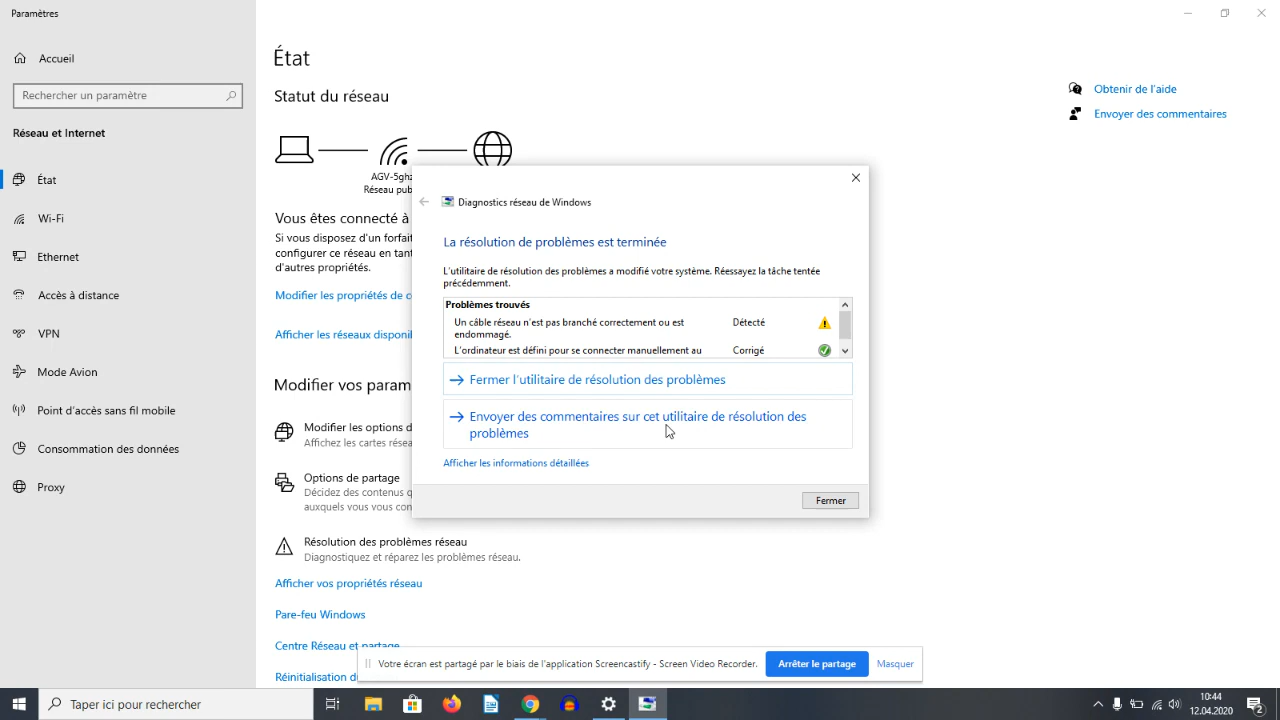 Paramètres
Accueil
Rechercher un paramètre
Réseau et Internet
État
Wi-Fi
Ethernet
Accès à distance
VPN
Mode Avion
Point d'accès sans fil mobile
Consommation des données
Proxy
État
Statut du réseau
AGV-5ghz
Réseau pub
Vous êtes connecté à
Si vous disposez d'un forfait
configurer ce réseau en tant
d'autres propriétés.
Modifier les propriétés de c
Afficher les réseaux disponil
Modifier vos param
Modifier les options d
Affichez les cartes résea
Options de partage
Décidez des contenus q
auxquels vous vous con
Résolution des problèmes réseau
Diagnostiquez et réparez les problèmes réseau.
Afficher vos propriétés réseau
Pare-feu Windows
Centre Réseau et partage
Réinitialisation d
Obtenir de l'aide
Envoyer des commentaires
Diagnostics réseau de Windows
La résolution de problèmes est terminée
L'utilitaire de résolution des problèmes a modifié votre système. Réessayez la tâche tentée
précédemment.
Problèmes trouvés
Un câble réseau n'est pas branché correctement ou est
endommagé.
Détecté
L'ordinateur est défini pour se connecter manuellement au
Corrigé
Fermer l'utilitaire de résolution des problèmes
Envoyer des commentaires sur cet utilitaire de résolution des
problèmes
Afficher les informations détaillées
Fermer
Votre écran est partagé par le biais de l'application Screencastify - Screen Video Recorder.
Arrêter le partage
Masquer
Taper ici pour rechercher
10:44
12.04.2020
2